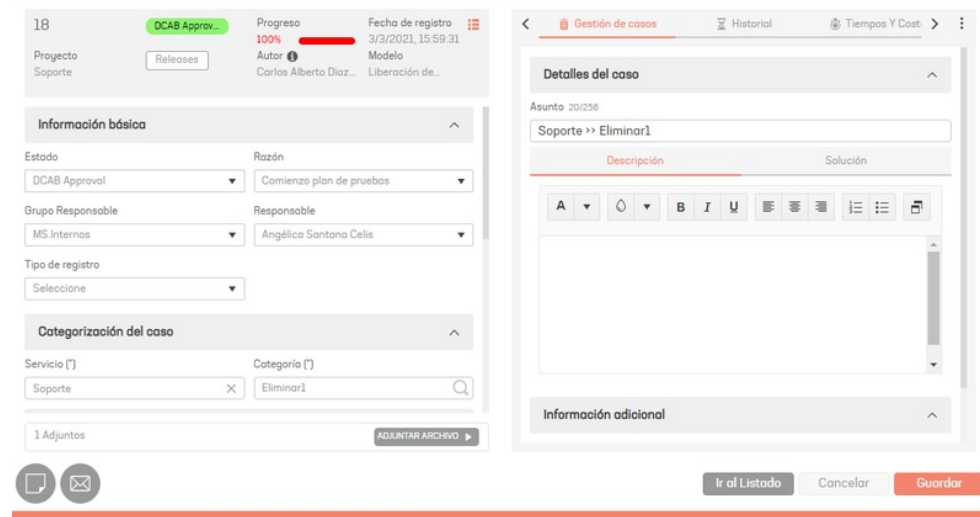 18
DCAB Approv...
Progreso
100%
Fecha de registro
3/3/2021, 15:59:31
Proyecto
Soporte
Releases
Autor
Carlos Alberto Diaz...
Modelo
Liberación de...
Información básica
Estado
Razón
DCAB Approval
Comienzo plan de pruebas
Grupo Responsable
Responsable
MS.Internos
Angélica Santana Celis
Tipo de registro
Seleccione
Categorización del caso
Servicio (*)
Categoría (*)
Soporte
Eliminar1
1 Adjuntos
ADJUNTAR ARCHIVO
Gestión de casos
Historial
Tiempos Y Cost
Detalles del caso
Asunto 20/256
Soporte >> Eliminar1
Descripción
Solución
A
B I U
Información adicional
Ir al Listado
Cancelar
Guardar